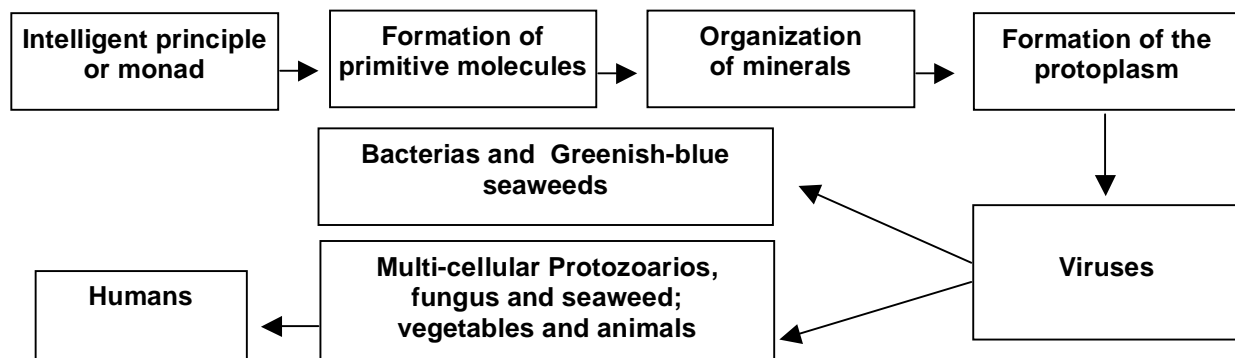 Intelligent principle
or monad
Formation of
primitive molecules
Organization
of minerals
Formation of the
protoplasm
Bacterias and Greenish-blue
seaweeds
Viruses
Multi-cellular Protozoarios,
fungus and seaweed;
vegetables and animals
Humans